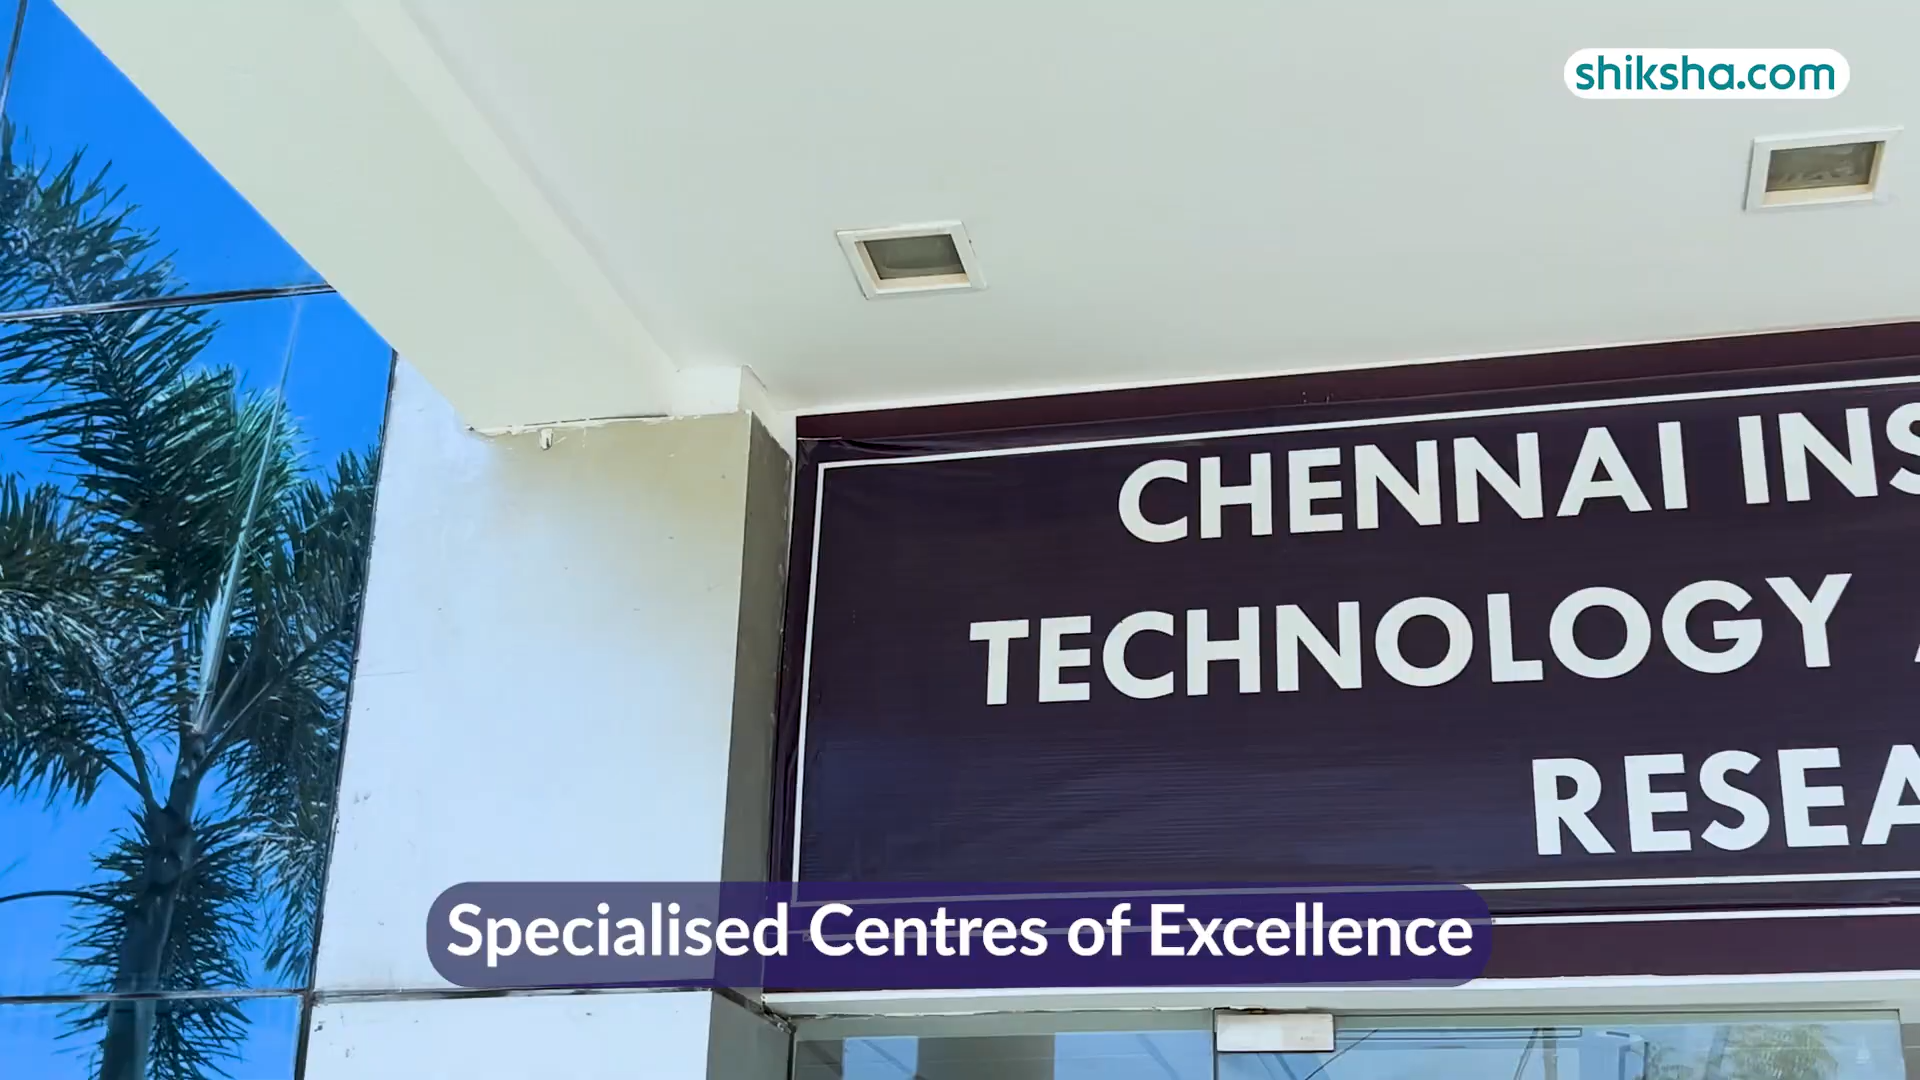 shiksha.com
CHENNAI INS
TECHNOLOGY
RESEA
Specialised Centres of Excellence